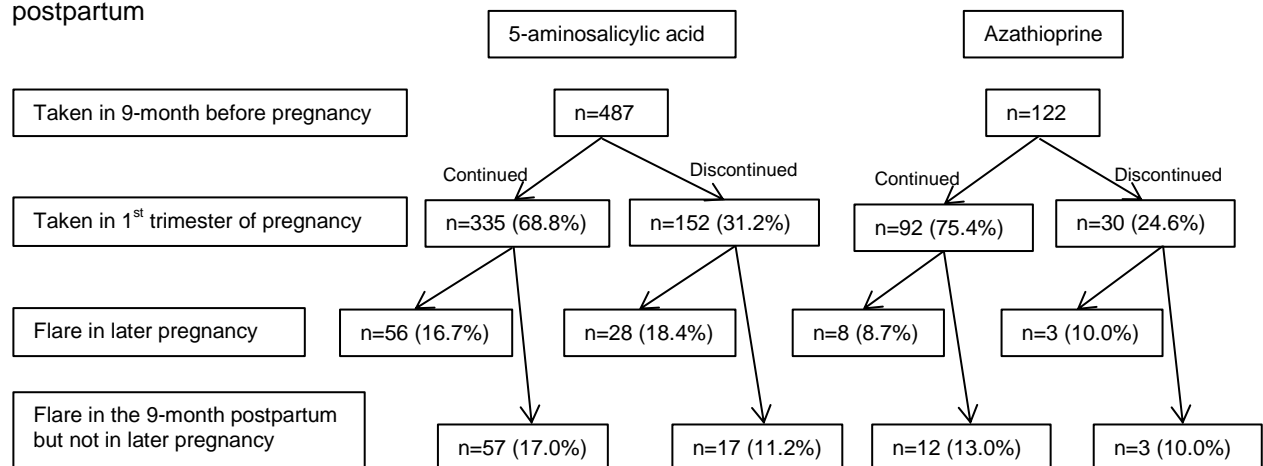 postpartum
5-aminosalicylic acid
Azathioprine
Taken in 9-month before pregnancy
n=487
n=122
Continued
Discontinued
Continued
Discontinued
Taken in 1st trimester of pregnancy
n=335 (68.8%)
n=152 (31.2%)
n=92 (75.4%)
n=30 (24.6%)
Flare in later pregnancy
n=56 (16.7%)
n=28 (18.4%)
n=8 (8.7%)
n=3 (10.0%)
Flare in the 9-month postpartum
but not in later pregnancy
n=57 (17.0%)
n=17 (11.2%)
n=12 (13.0%)
n=3 (10.0%)